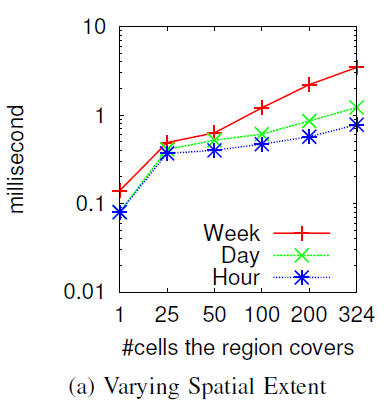 10
1
0.1
0.01
millisecond
Week
Day
Hour
1 25 50 100 200 324
#cells the region covers
(a) Varying Spatial Extent